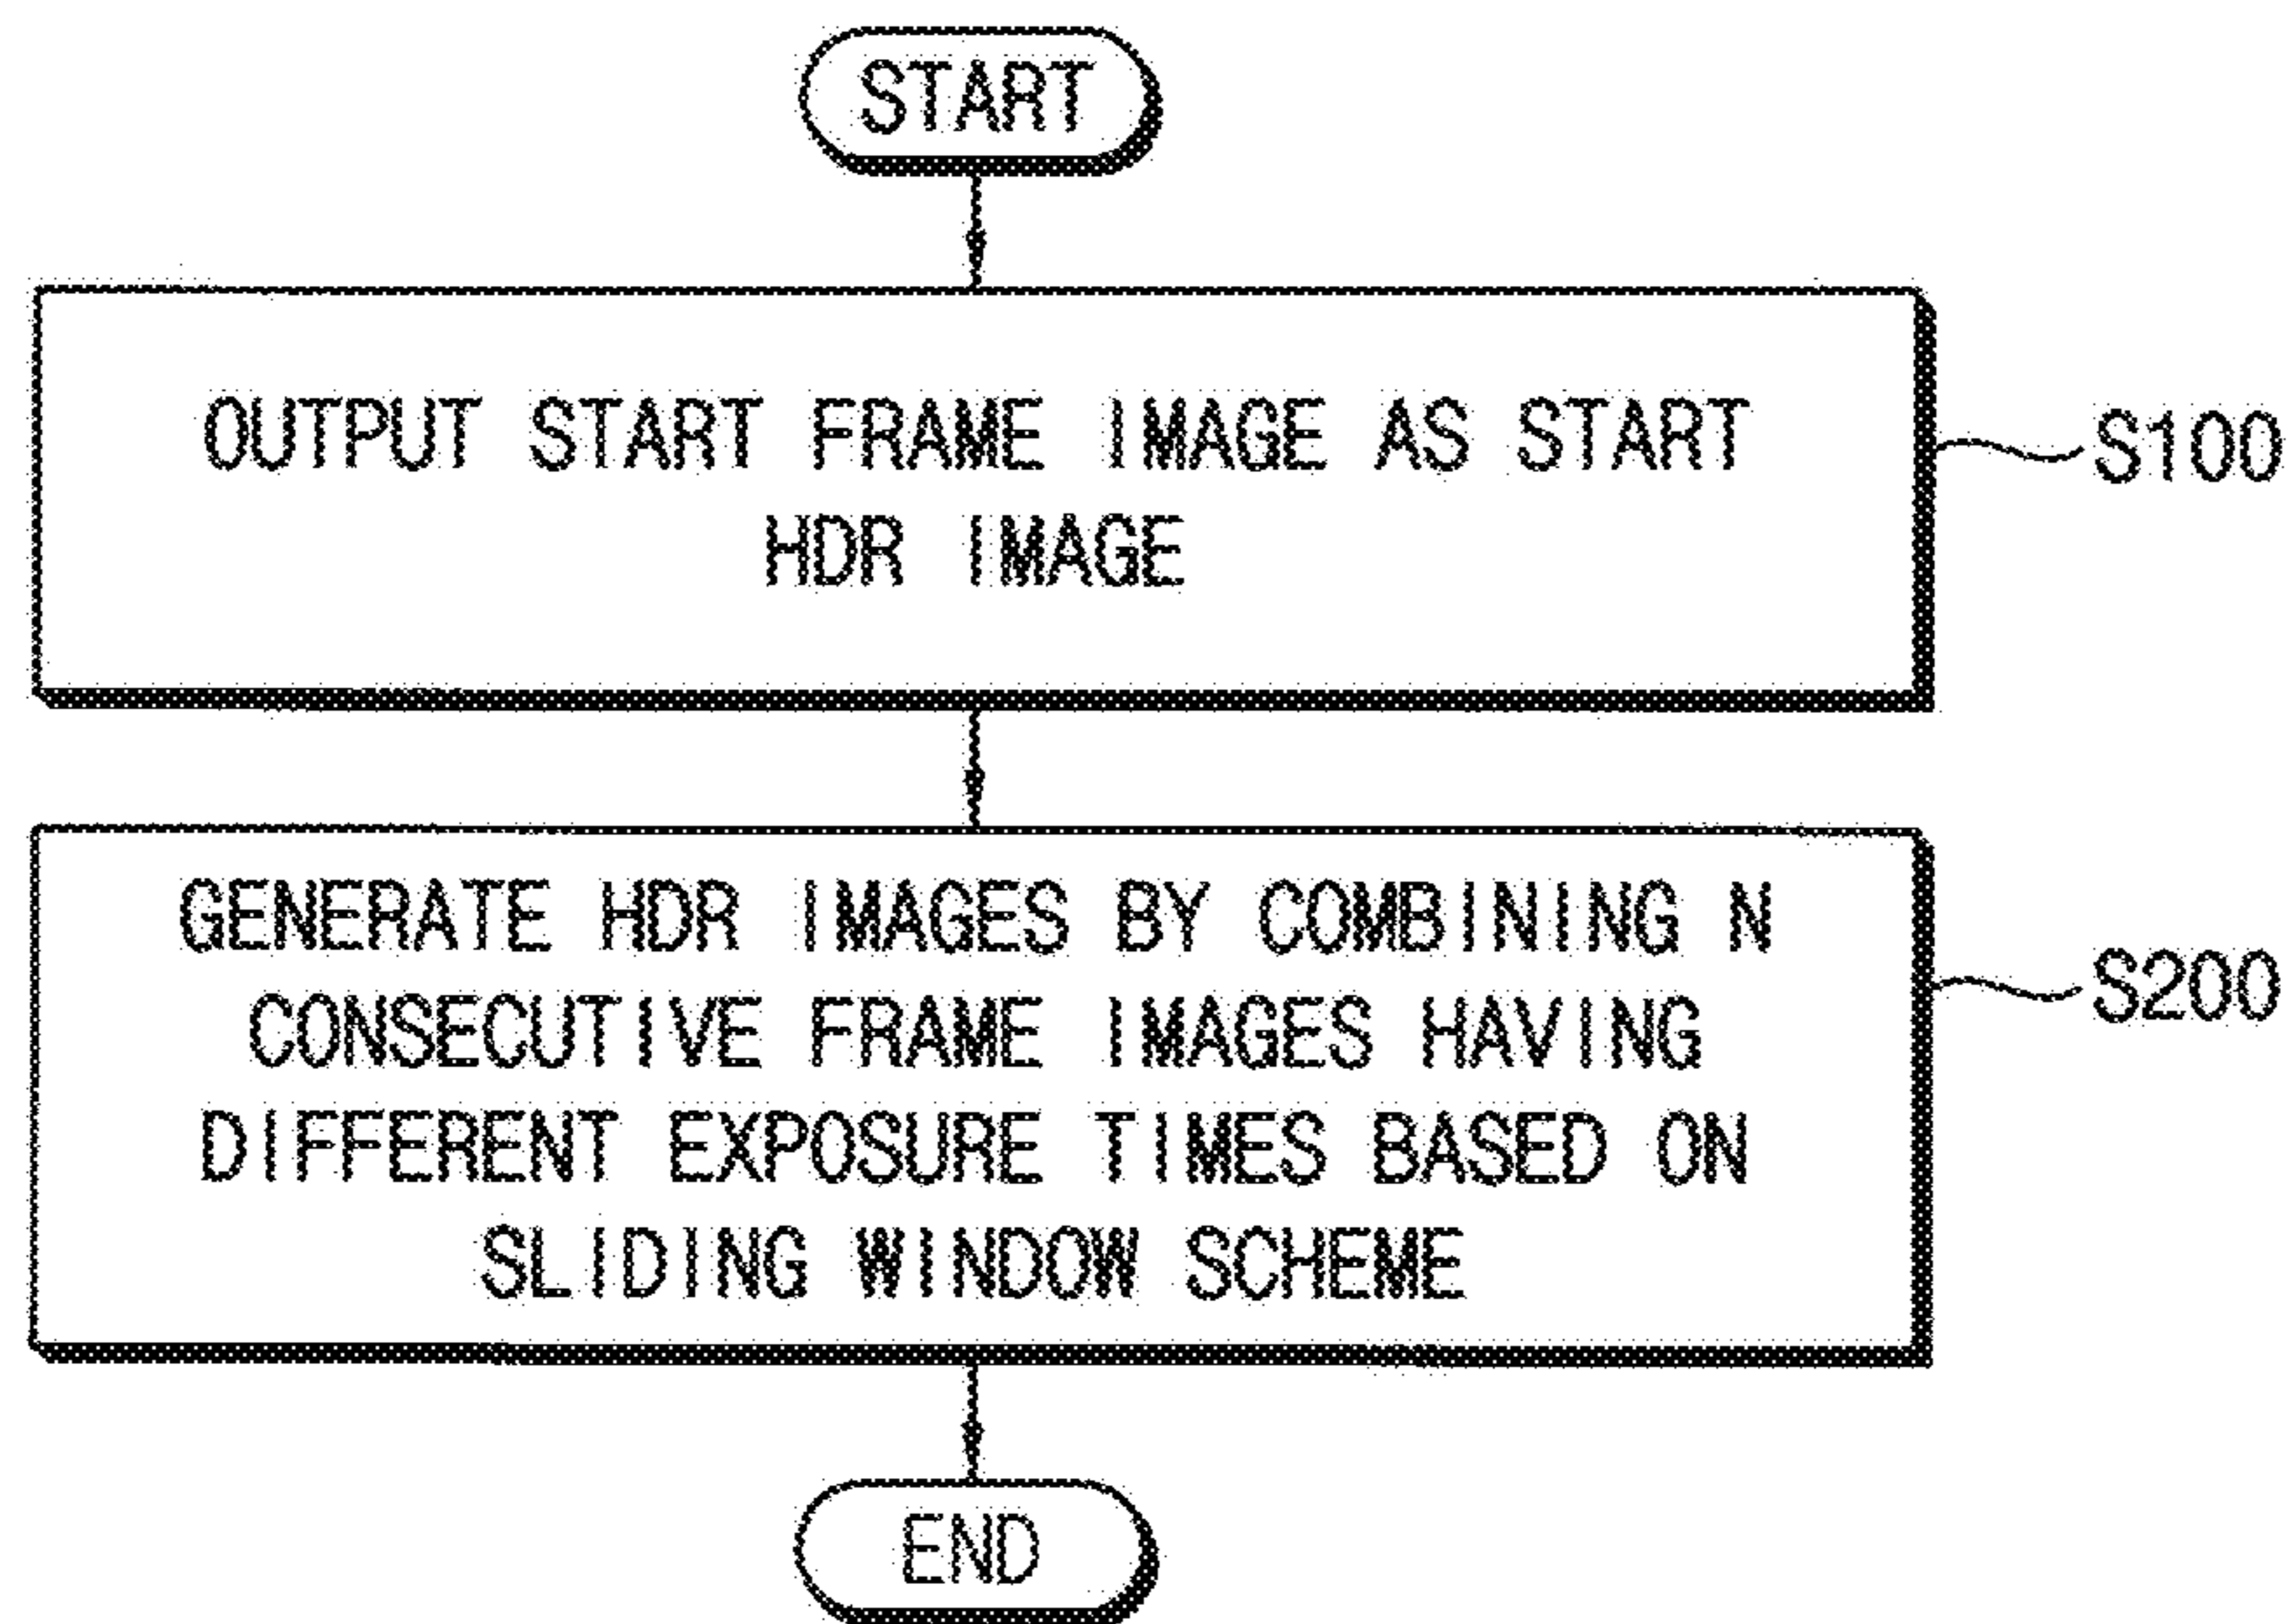 START
OUTPUT START FRAME IMAGE AS START
HDR IMAGE
S100
GENERATE HDR IMAGES BY COMBINING N
CONSECUTIVE FRAME IMAGES HAVING
DIFFERENT EXPOSURE TIMES BASED ON
SLIDING WINDOW SCHEME
S200
END